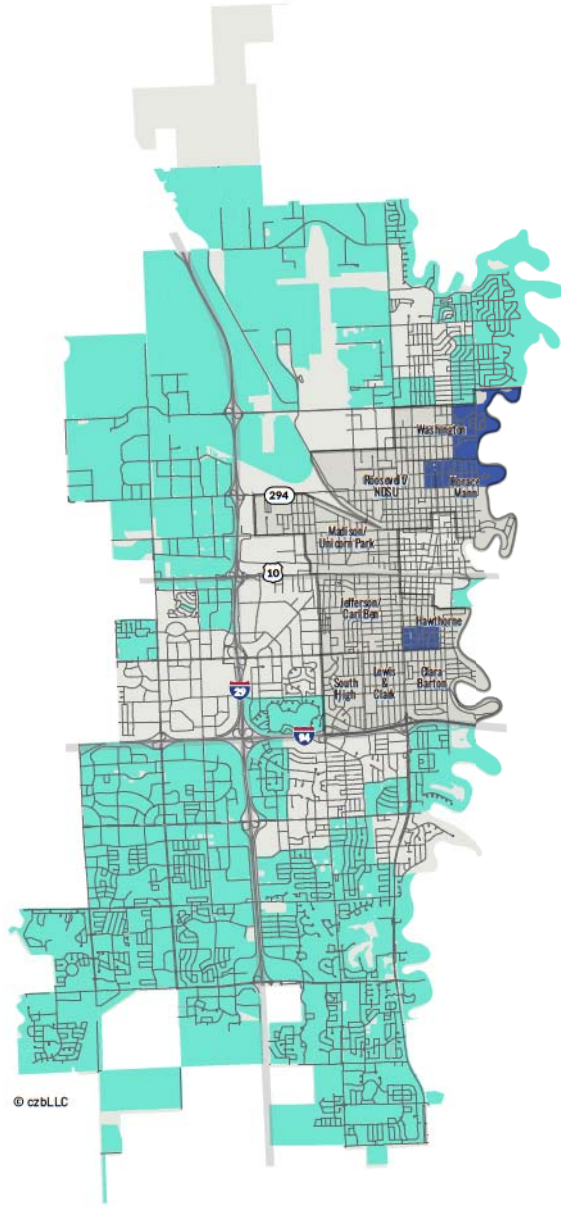 Washington
Roosevelt/
NDSU
Horace
Mann
294
Madison/
Unicorn Park
10
Jefferson/
Carl Ben
Hawthorne
South
High
Lewis
&
Clark
Clara
Barton
29
94
© czbLLC